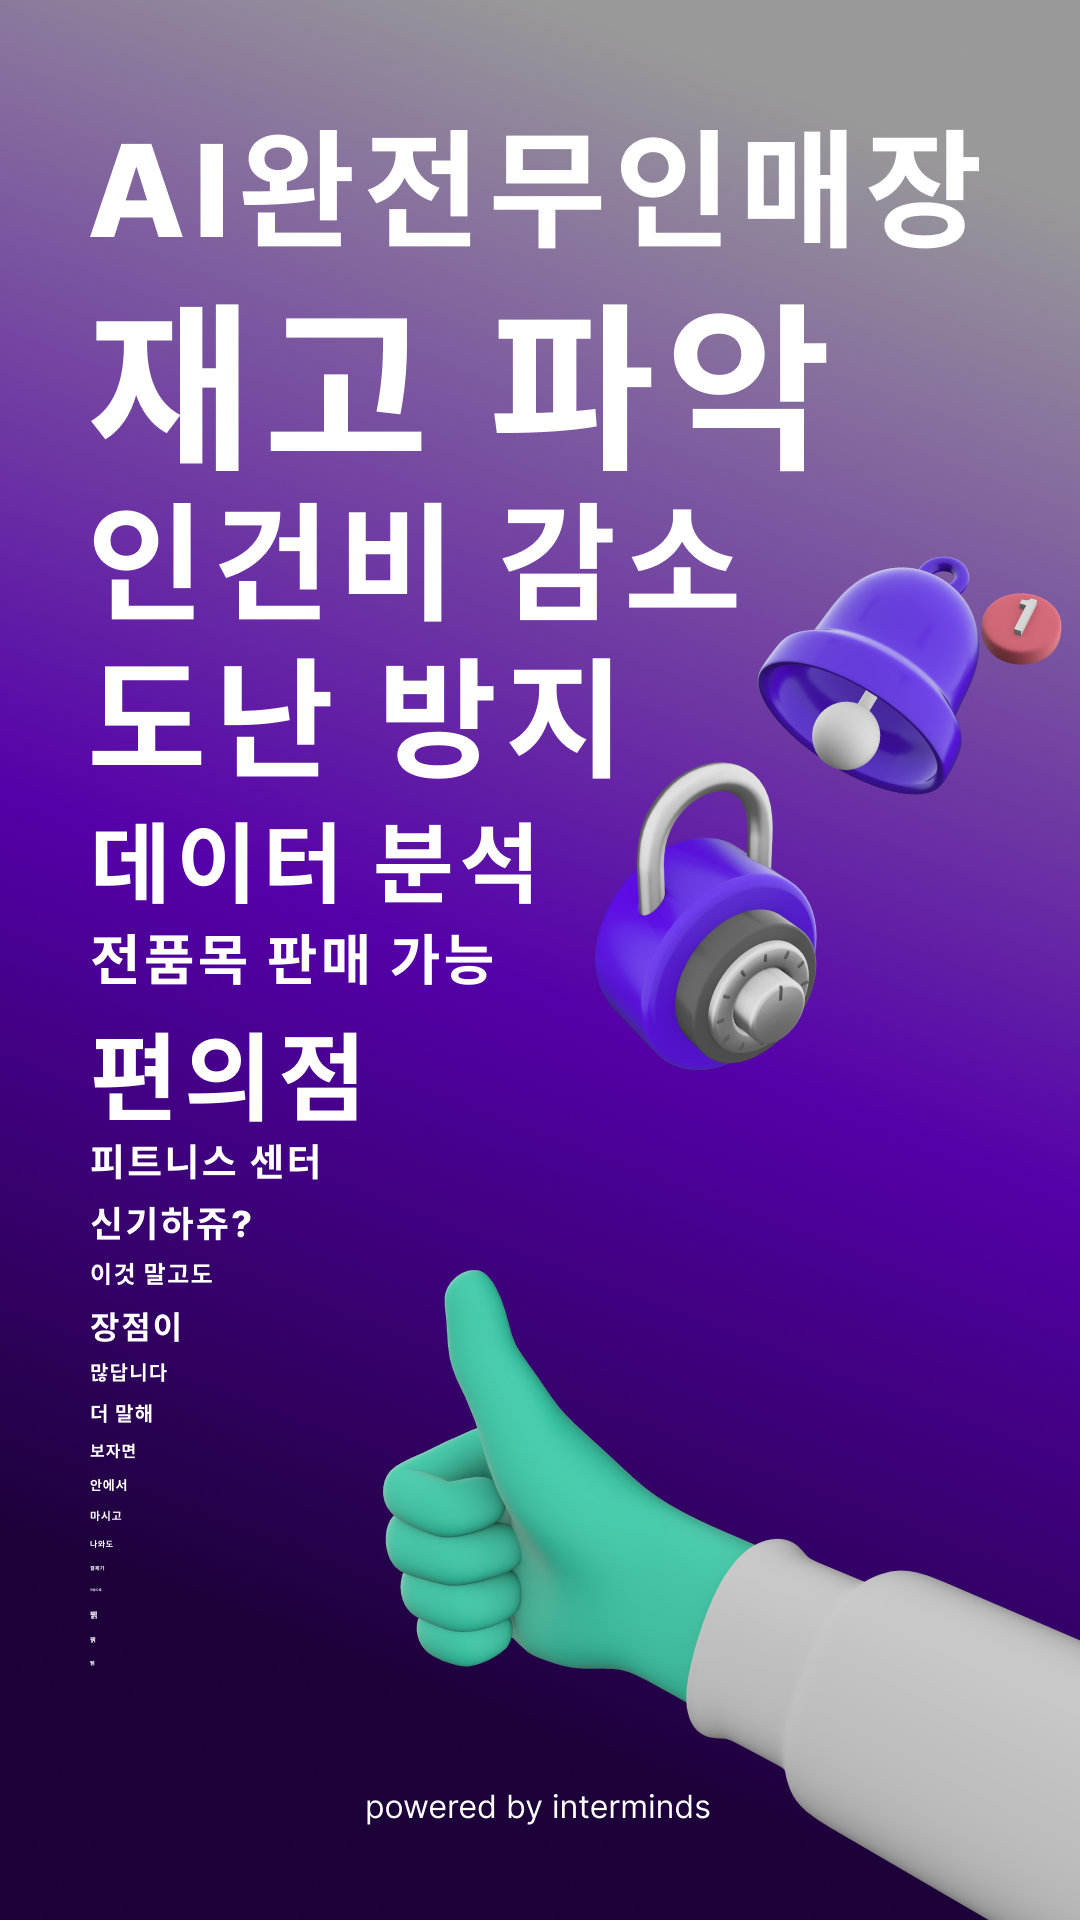 AI완전무인매장
재고 파악
인건비 감소
도난 방지
데이터 분석
전품목 판매 가능
편의점
피트니스 센터
신기하쥬?
이것 말고도
장점이
많답니다
더 말해
보자면
안에서
마시고
나와도
1
powered by interminds